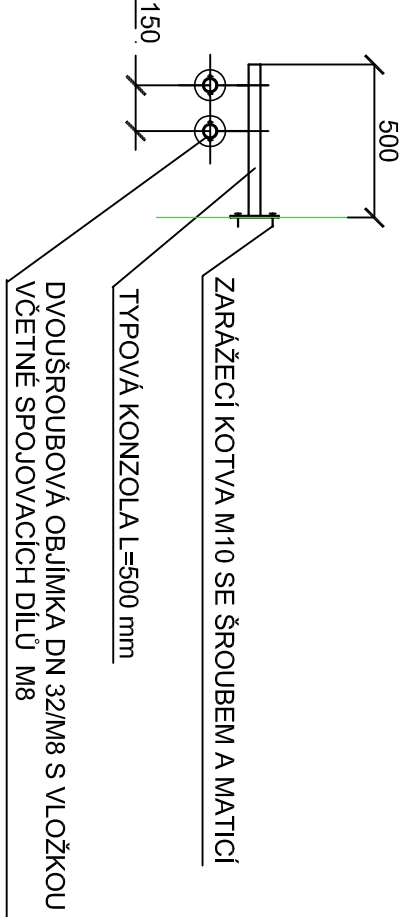 500
150
ZARÁŽECÍ KOTVA M10 SE ŠROUBEM A MATICÍ
TYPOVÁ KONZOLA L=500 mm
DVOUŠROUBOVÁ OBJÍMKA DN 32/M8 S VLOŽKOU
VČETNĚ SPOJOVACÍCH DÍLŮ M8